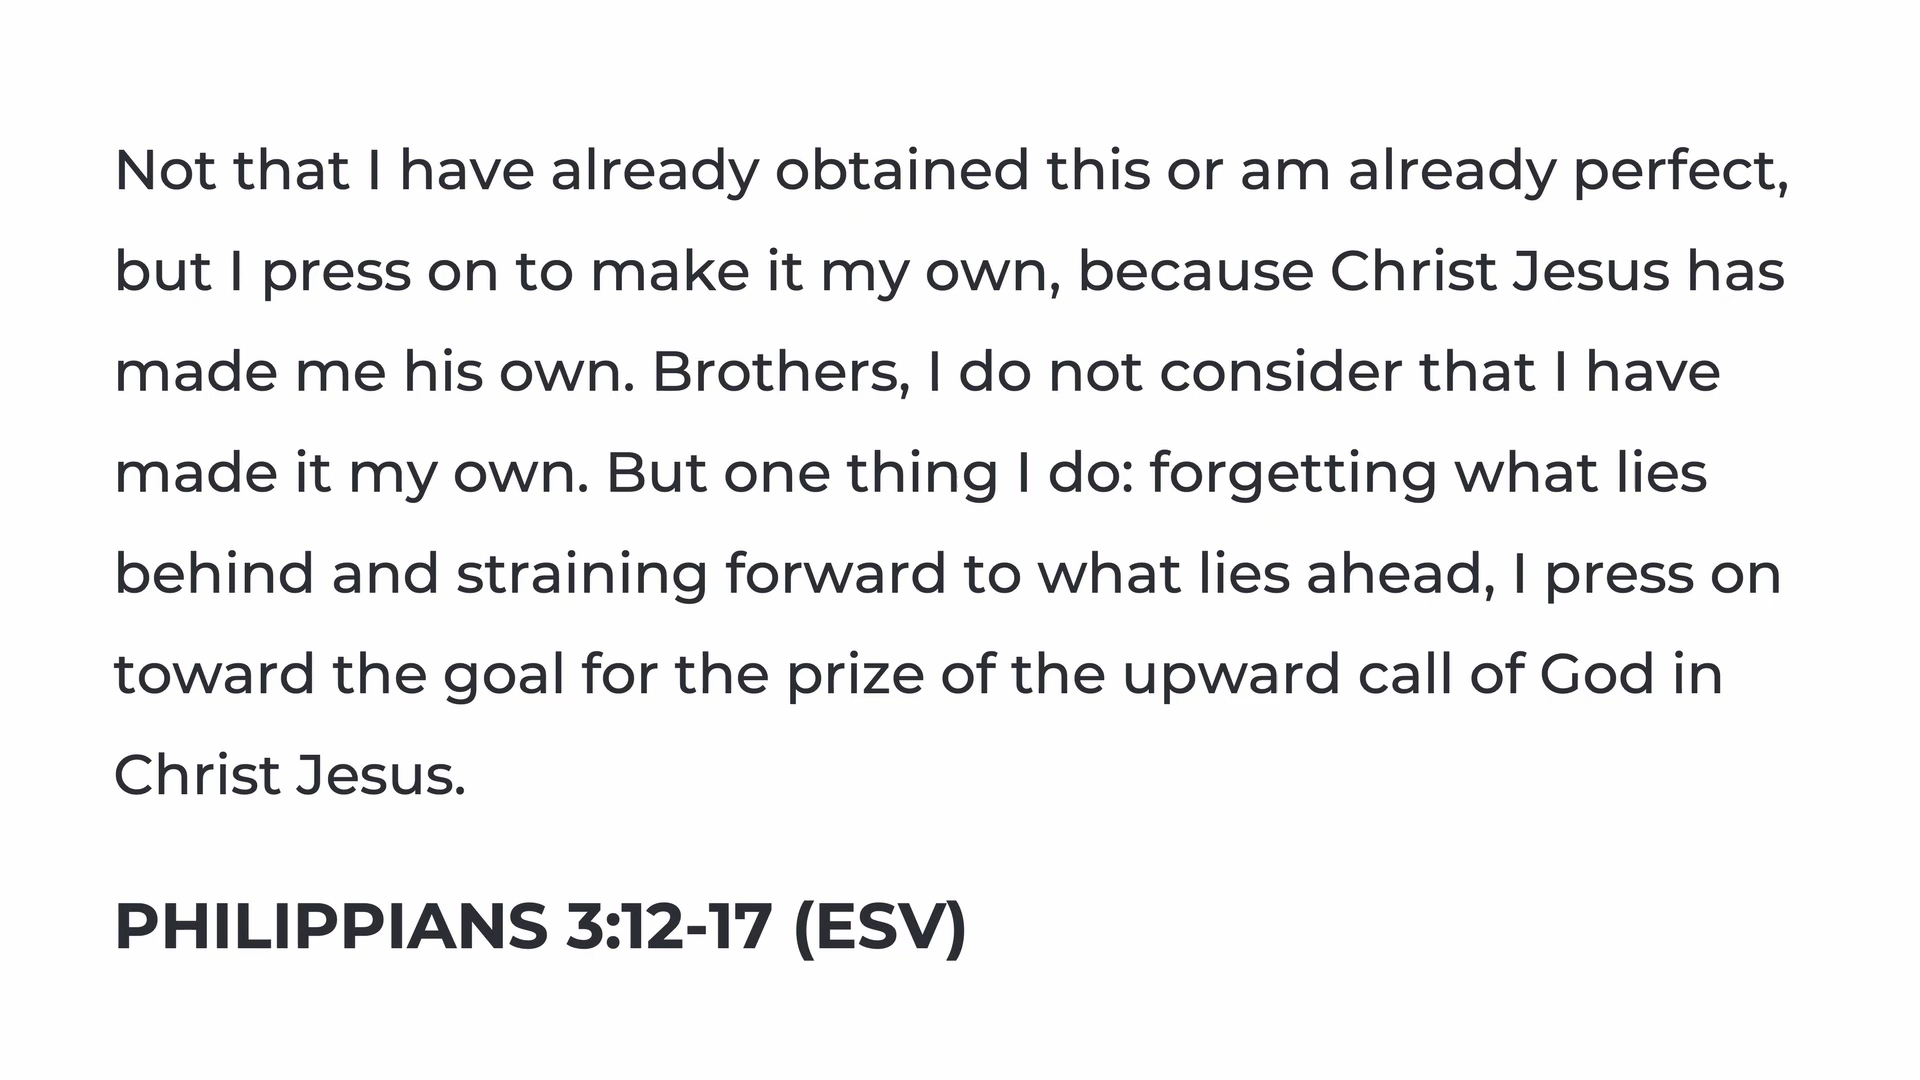 Not that I have already obtained this or am already perfect,
but I press on to make it my own, because Christ Jesus has
made me his own. Brothers, I do not consider that I have
made it my own. But one thing I do: forgetting what lies
behind and straining forward to what lies ahead, I press on
toward the goal for the prize of the upward call of God in
Christ Jesus.
PHILIPPIANS 3:12-17 (ESV)